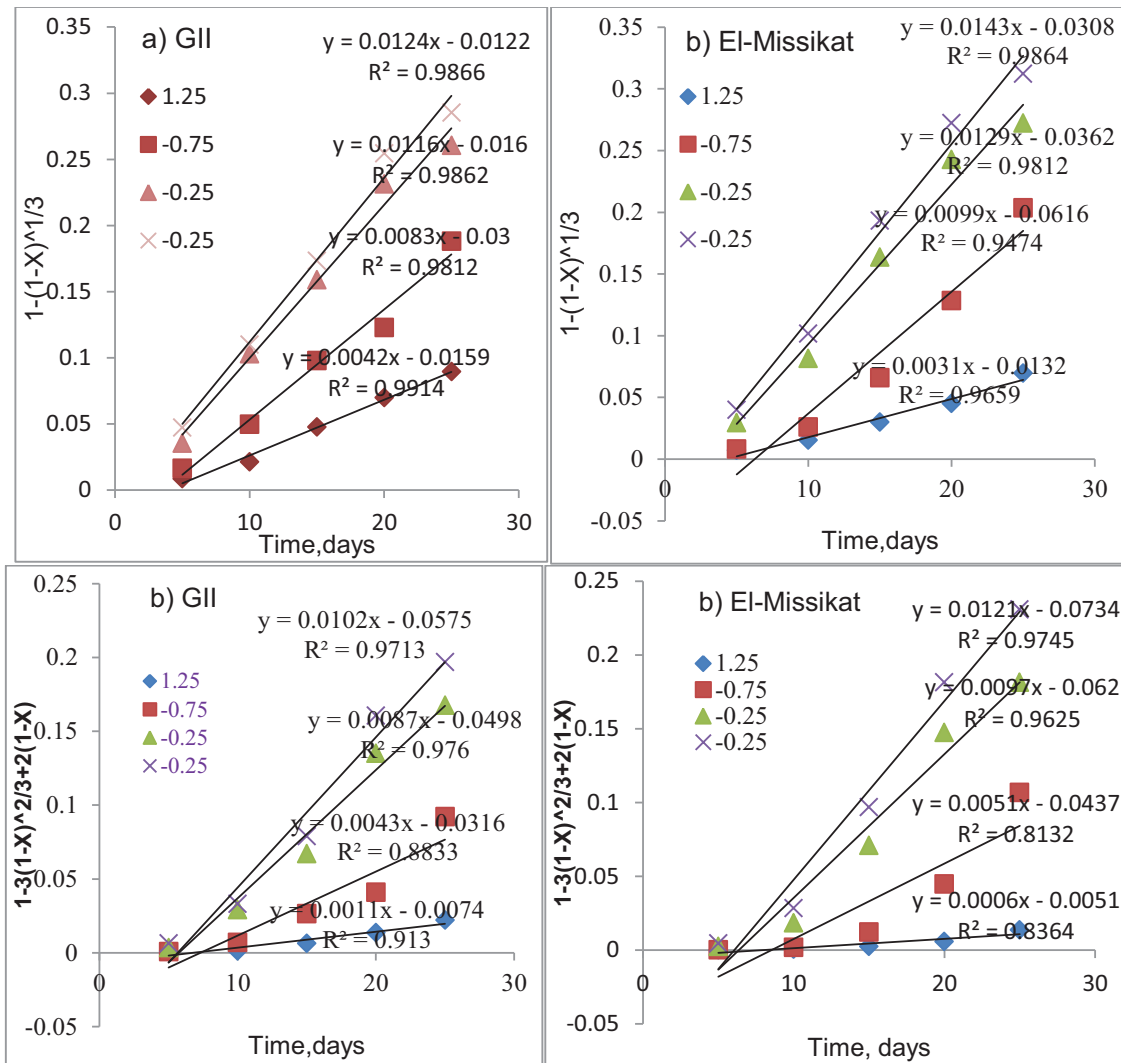 a) GII
y = 0.0124x - 0.0122
R² = 0.9866
1.25
-0.75
-0.25
-0.25
y = 0.0116x - 0.016
R² = 0.9862
y = 0.0083x - 0.03
R² = 0.9812
y = 0.0042x - 0.0159
R² = 0.9914
0.35
0.3
0.25
0.2
0.15
0.1
0.05
0
0 10 20 30
1-(1-X)^1/3
Time,days
b) El-Missikat
y = 0.0143x - 0.0308
R² = 0.9864
1.25
-0.75
-0.25
-0.25
y = 0.0129x - 0.0362
R² = 0.9812
y = 0.0099x - 0.0616
R² = 0.9474
y = 0.0031x - 0.0132
R² = 0.9659
0.35
0.3
0.25
0.2
0.15
0.1
0.05
0
-0.05
0 10 20 30
1-(1-X)^1/3
Time, days
b) GII
y = 0.0102x - 0.0575
R² = 0.9713
1.25
-0.75
-0.25
-0.25
y = 0.0087x - 0.0498
R² = 0.976
y = 0.0043x - 0.0316
R² = 0.8833
y = 0.0011x - 0.0074
R² = 0.913
0.25
0.2
0.15
0.1
0.05
0
-0.05
0 10 20 30
1-3(1-X)^2/3+2(1-X)
Time,days
b) El-Missikat
y = 0.0121x - 0.0734
R² = 0.9745
1.25
-0.75
-0.25
-0.25
y = 0.0097x - 0.062
R² = 0.9625
y = 0.0051x - 0.0437
R² = 0.8132
y = 0.0006x - 0.0051
R² = 0.8364
0.25
0.2
0.15
0.1
0.05
0
-0.05
0 10 20 30
1-3(1-X)^2/3+2(1-X)
Time, days